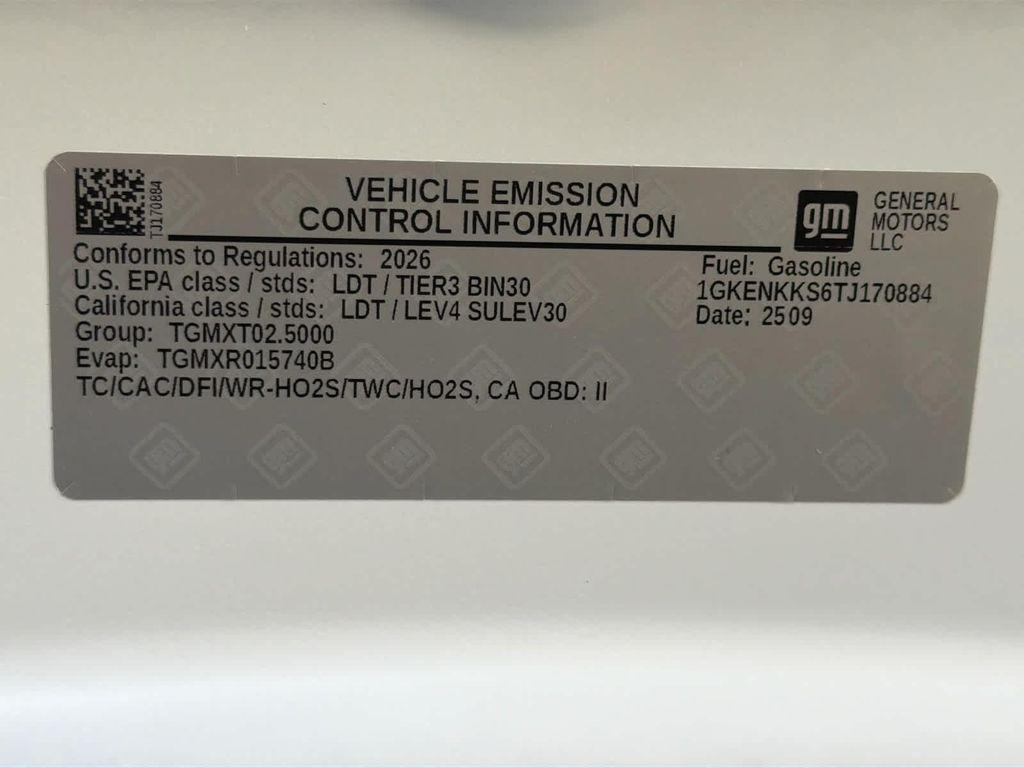 TJ170884
VEHICLE EMISSION
CONTROL INFORMATION
gm
GENERAL
MOTORS
LLC
Conforms to Regulations: 2026
U.S. EPA class / stds: LDT / TIER3 BIN30
California class / stds: LDT / LEV4 SULEV30
Group: TGMXT02.5000
Evap: TGMXR015740B
TC/CAC/DFI/WR-HO2S/TWC/HO2S, CA OBD: II
Fuel: Gasoline
1GKENKKS6TJ170884
Date: 2509